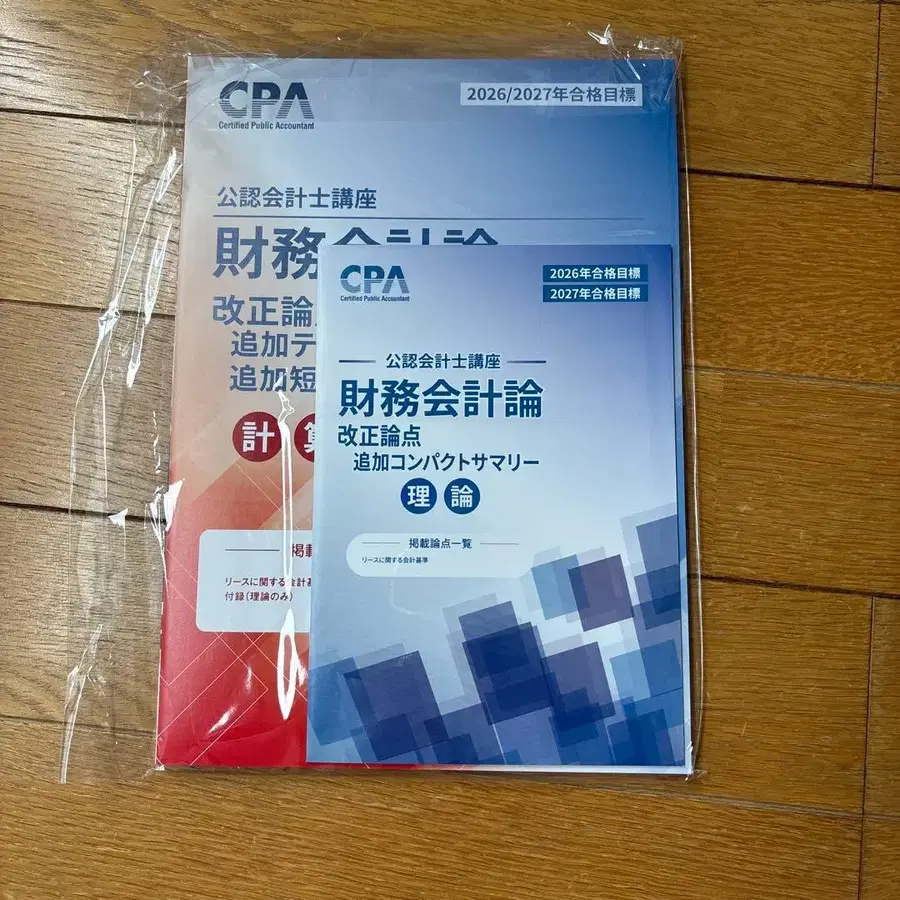 CPA
Certified Public Accountant
2026/2027年合格目標
公認会計士講座
財務会計論
改正論
追加テ
追加短
計算
掲載
リースに関する会計基
付録(理論のみ)
CPA
Certified Public Accountant
2026年合格目標
2027年合格目標
公認会計士講座
財務会計論
改正論点
追加コンパクトサマリー
理論
掲載論点一覧
リースに関する会計基準